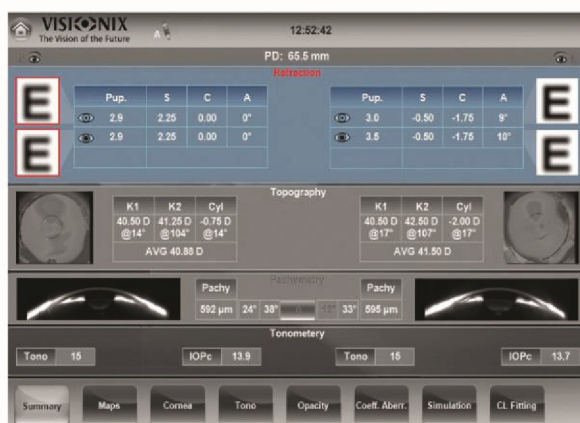 VISIONIX
The Vision of the Future
12:52:42
PD: 65.5 mm
Refraction
E
E
Pup. S C A
2.9 2.25 0.00 0°
2.9 2.25 0.00 0°
Pup. S C A
3.0 -0.50 -1.75 9°
3.5 -0.50 -1.75 10°
E
E
Topography
K1 K2 Cyl
40.50 D 41.25 D -0.75 D
@14° @104° @14°
AVG 40.88 D
K1 K2 Cyl
40.50 D 42.50 D -2.00 D
@17° @107° @17°
AVG 41.50 D
Pachymetry
Pachy
592 µm 24° 38°
Pachy
12° 33° 595 µm
Tonometery
Tono 15 IOPc 13.9 Tono 15 IOPc 13.7
Summary Maps Cornea Tono Opacity Coeff. Aberr. Simulation CL Fitting